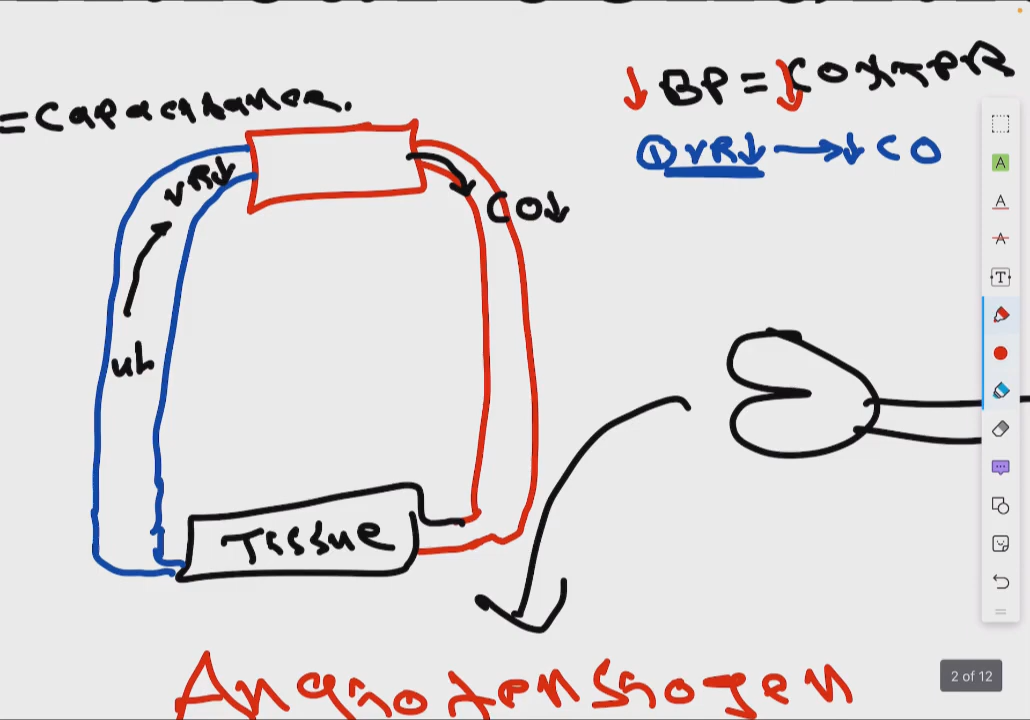 ↓ BP = ↓ CO x TPR
= Capacitance.
① VR↓ → ↓ CO
VR↓
CO↓
Tissue
Angiotensinogen
A
A
A
T
2 of 12